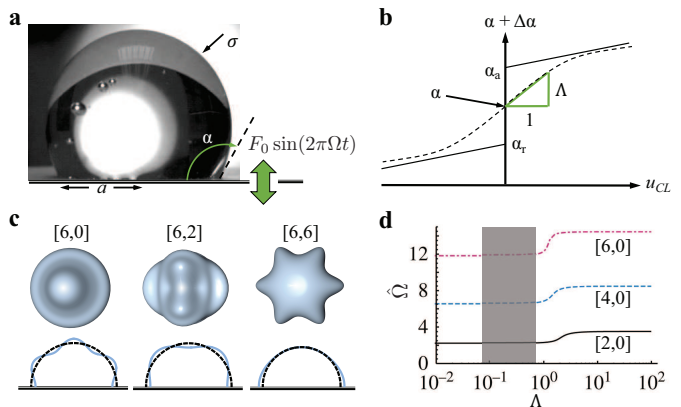 a
σ
α
F₀ sin(2πΩt)
a
b
α + Δα
αₐ
α
Λ
1
αᵣ
u_CL
c
[6,0] [6,2] [6,6]
d
Ω̂
12
8
4
0
[6,0]
[4,0]
[2,0]
10⁻² 10⁻¹ 10⁰ 10¹ 10²
Λ